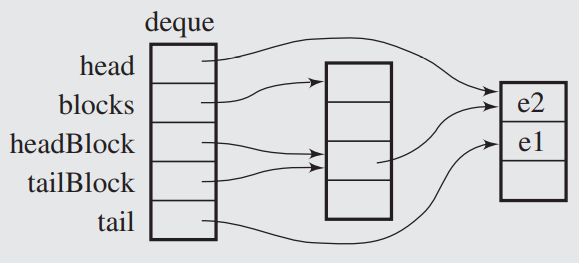 deque
head
blocks
headBlock
tailBlock
tail
e2
e1